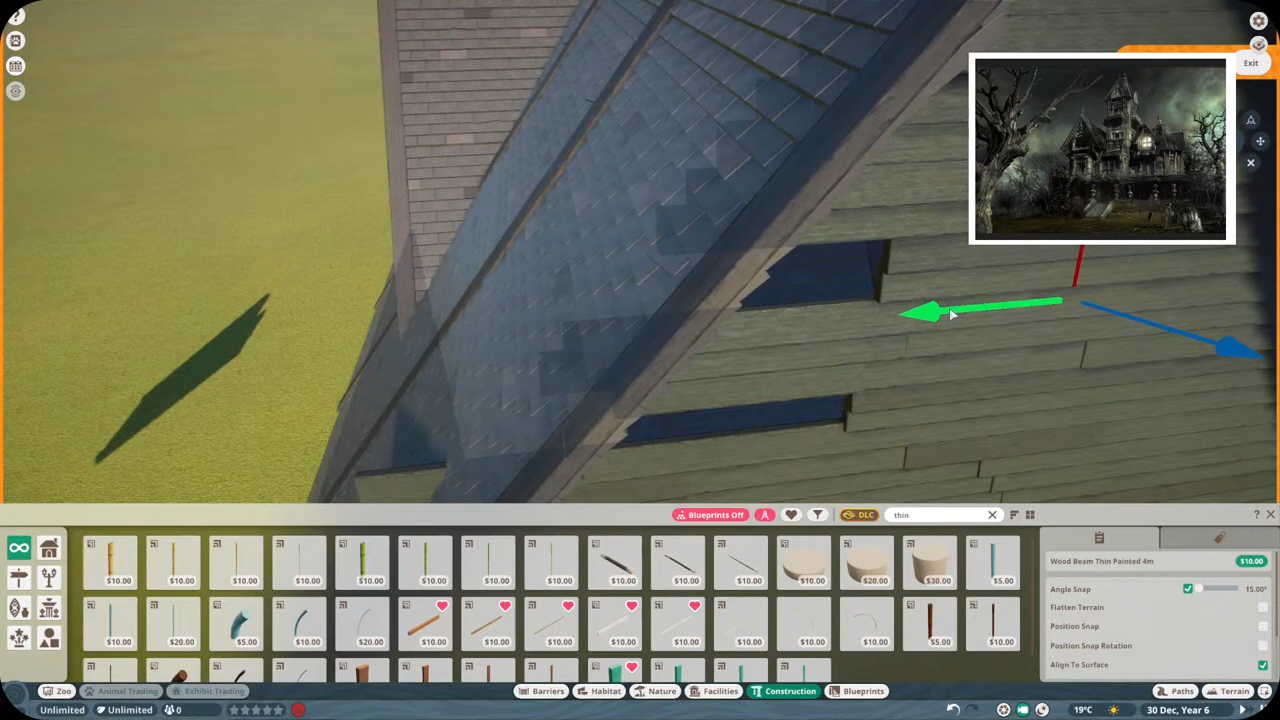 Exit
Blueprints Off
DLC
thin
$10.00 $10.00 $10.00 $10.00 $10.00 $10.00 $10.00 $10.00 $10.00 $10.00 $10.00 $10.00 $20.00 $30.00 $5.00
$10.00 $20.00 $5.00 $10.00 $20.00 $10.00 $10.00 $10.00 $10.00 $10.00 $10.00 $10.00 $10.00 $5.00 $10.00
Wood Beam Thin Painted 4m $10.00
Angle Snap 15.00°
Flatten Terrain
Position Snap
Position Snap Rotation
Align To Surface
Zoo Animal Trading Exhibit Trading Barriers Habitat Nature Facilities Construction Blueprints Paths Terrain
Unlimited Unlimited 0 19°C 30 Dec, Year 6